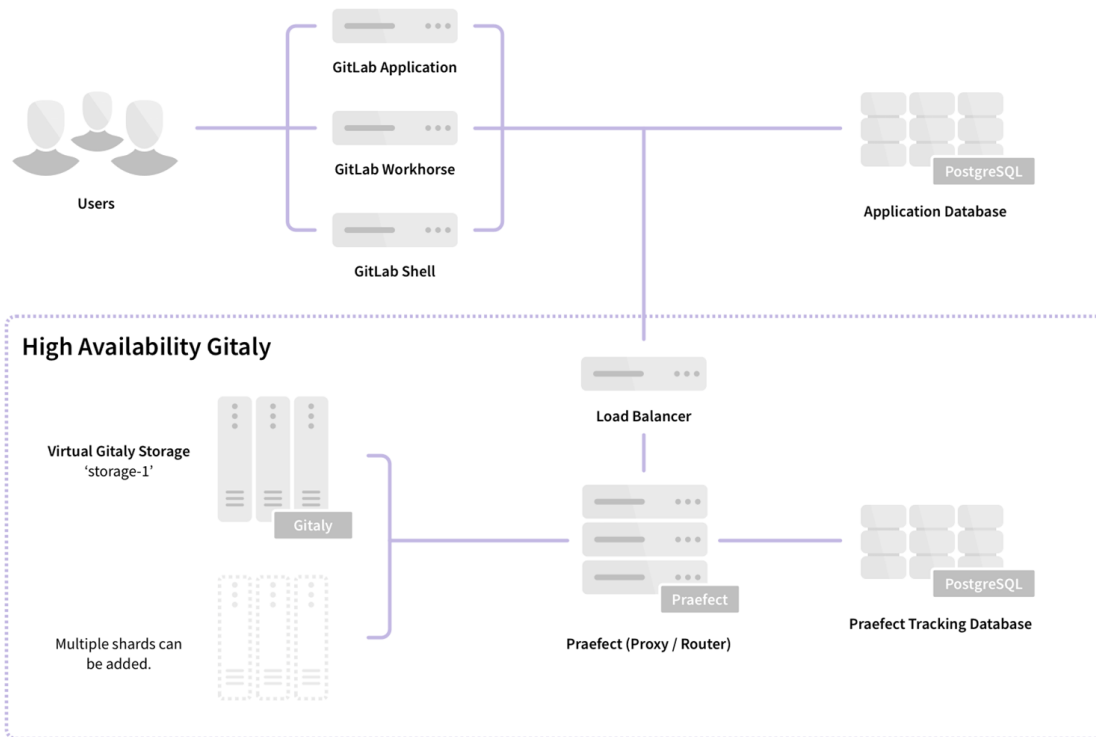 GitLab Application
GitLab Workhorse
PostgreSQL
Users
Application Database
GitLab Shell
High Availability Gitaly
Load Balancer
Virtual Gitaly Storage
‘storage-1’
Gitaly
PostgreSQL
Praefect
Praefect Tracking Database
Multiple shards can
be added.
Praefect (Proxy / Router)